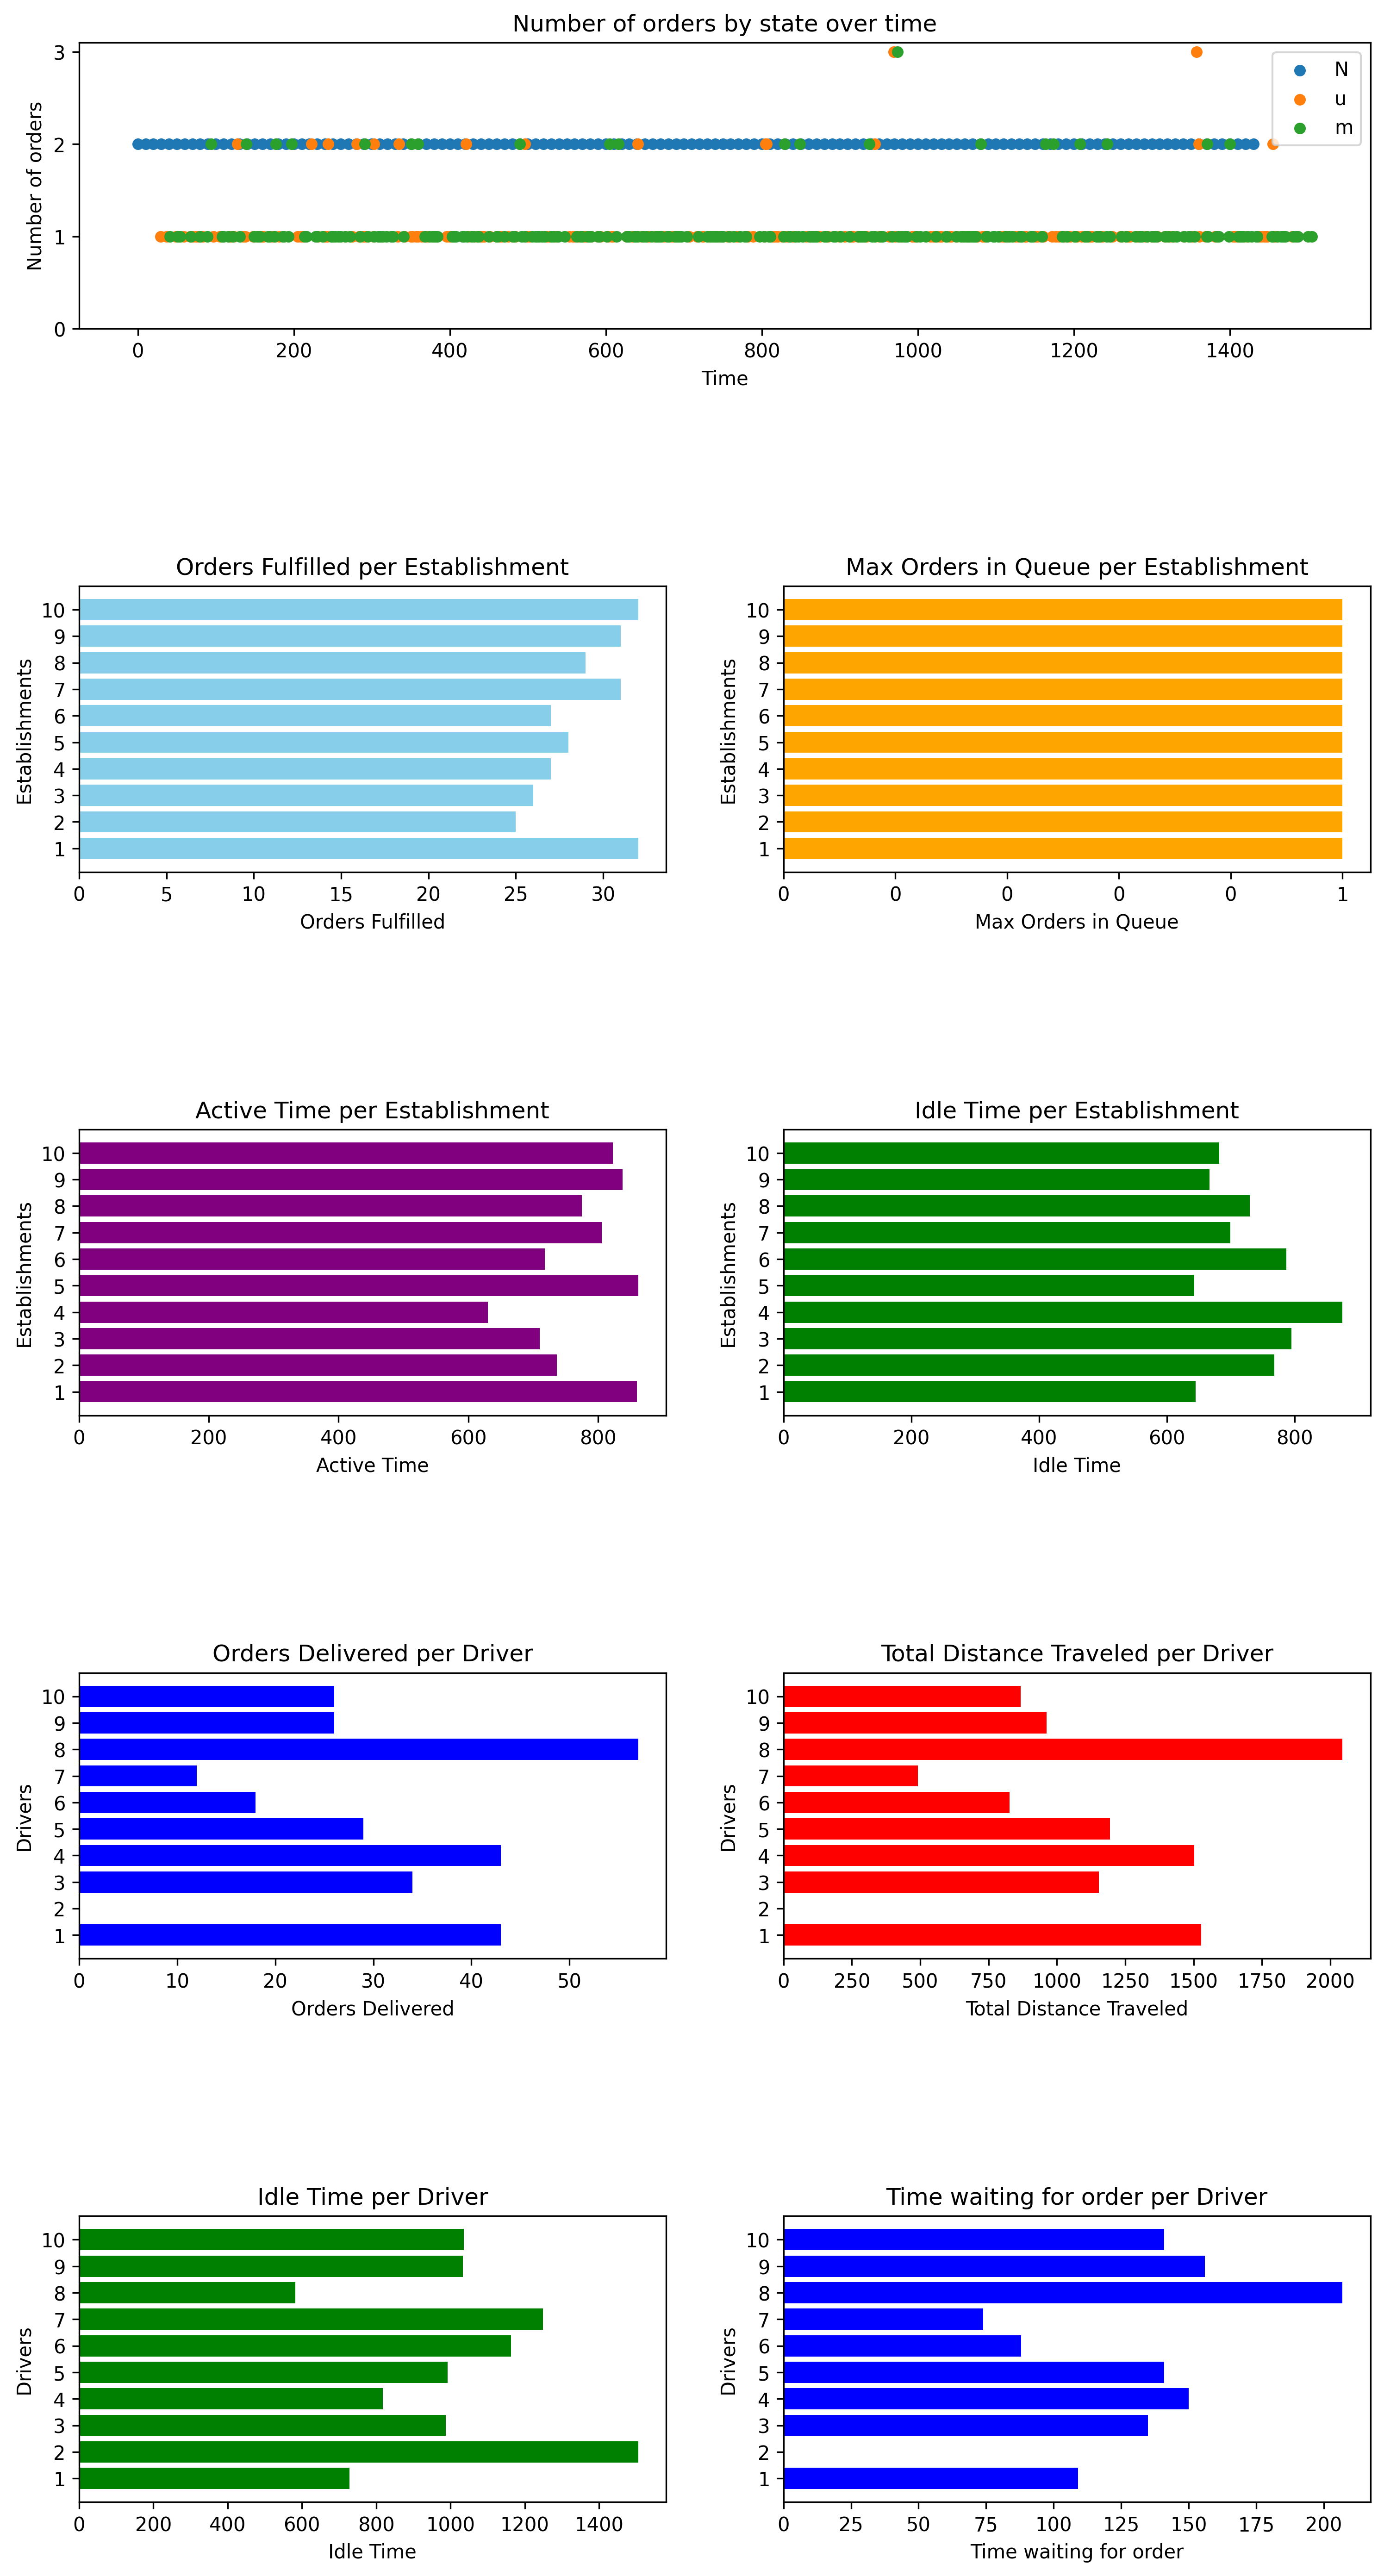 Number of orders by state over time
Number of orders
3
2
1
0
N
u
m
0 200 400 600 800 1000 1200 1400
Time
Orders Fulfilled per Establishment
Establishments
10
9
8
7
6
5
4
3
2
1
0 5 10 15 20 25 30
Orders Fulfilled
Max Orders in Queue per Establishment
Establishments
10
9
8
7
6
5
4
3
2
1
0 0 0 0 0 1
Max Orders in Queue
Active Time per Establishment
Establishments
10
9
8
7
6
5
4
3
2
1
0 200 400 600 800
Active Time
Idle Time per Establishment
Establishments
10
9
8
7
6
5
4
3
2
1
0 200 400 600 800
Idle Time
Orders Delivered per Driver
Drivers
10
9
8
7
6
5
4
3
2
1
0 10 20 30 40 50
Orders Delivered
Total Distance Traveled per Driver
Drivers
10
9
8
7
6
5
4
3
2
1
0 250 500 750 1000 1250 1500 1750 2000
Total Distance Traveled
Idle Time per Driver
Drivers
10
9
8
7
6
5
4
3
2
1
0 200 400 600 800 1000 1200 1400
Idle Time
Time waiting for order per Driver
Drivers
10
9
8
7
6
5
4
3
2
1
0 25 50 75 100 125 150 175 200
Time waiting for order